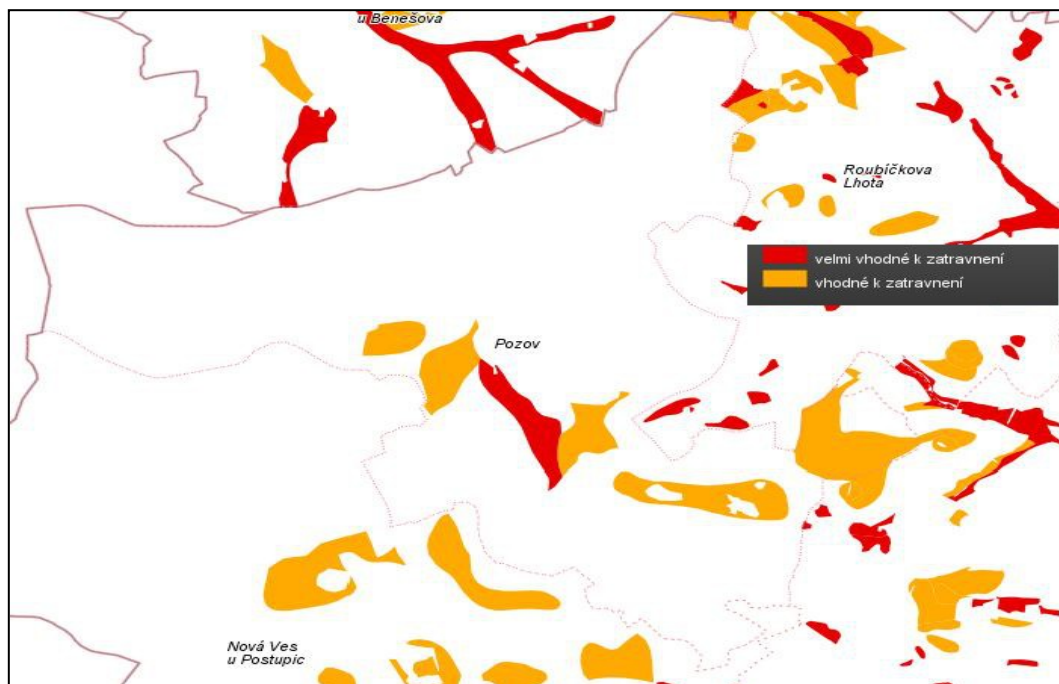 u Benešova
Roubíčkova
Lhota
velmi vhodné k zatravnení
vhodné k zatravnení
Pozov
Nová Ves
u Postupic